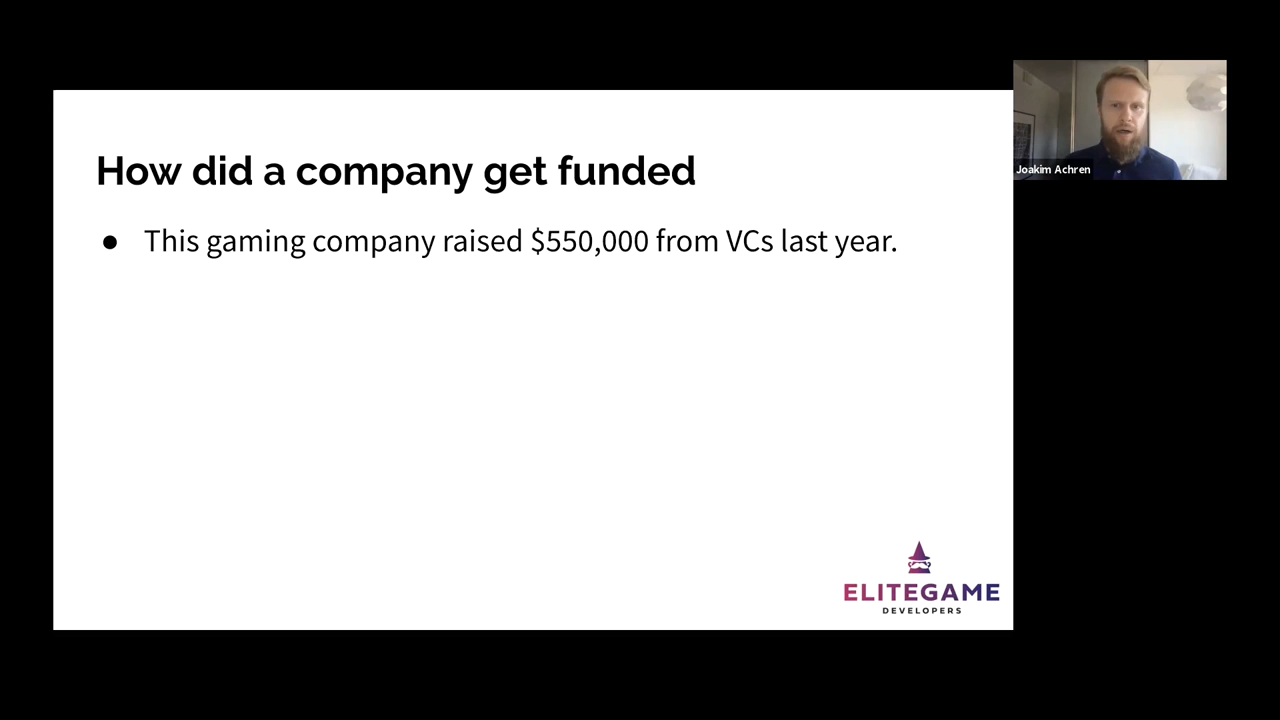 How did a company get funded
● This gaming company raised $550,000 from VCs last year.
Joakim Achren
ELITEGAME
DEVELOPERS